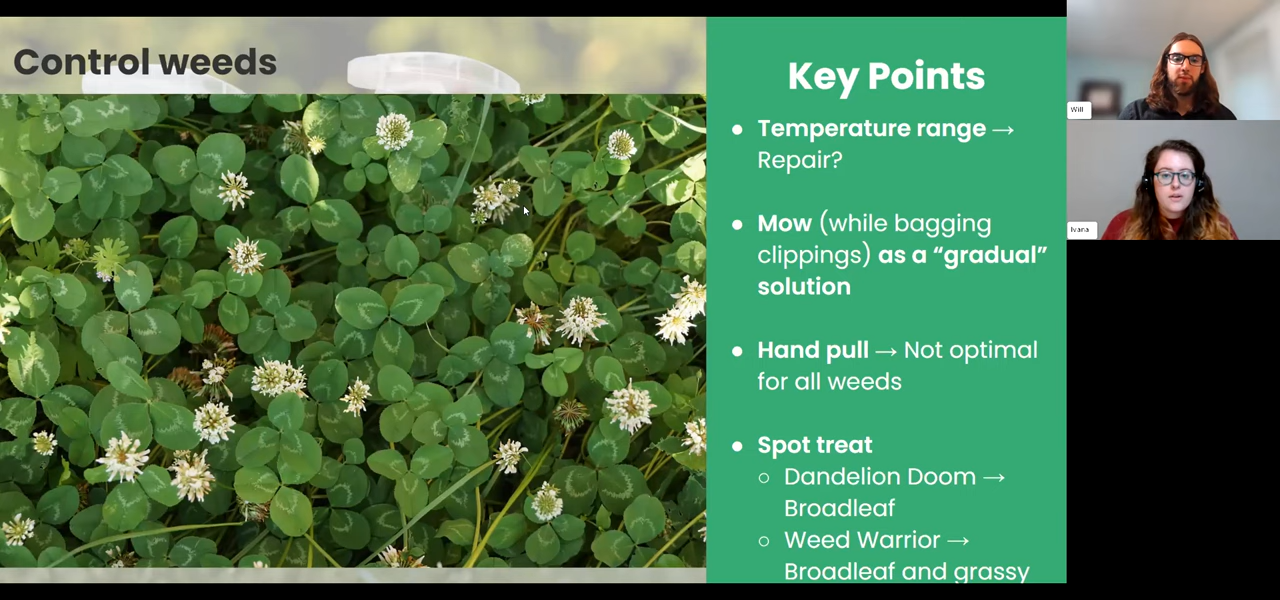 Control weeds
Key Points
● Temperature range →
Repair?
● Mow (while bagging
clippings) as a “gradual”
solution
● Hand pull → Not optimal
for all weeds
● Spot treat
○ Dandelion Doom →
Broadleaf
○ Weed Warrior →
Broadleaf and grassy
Will
Ivana